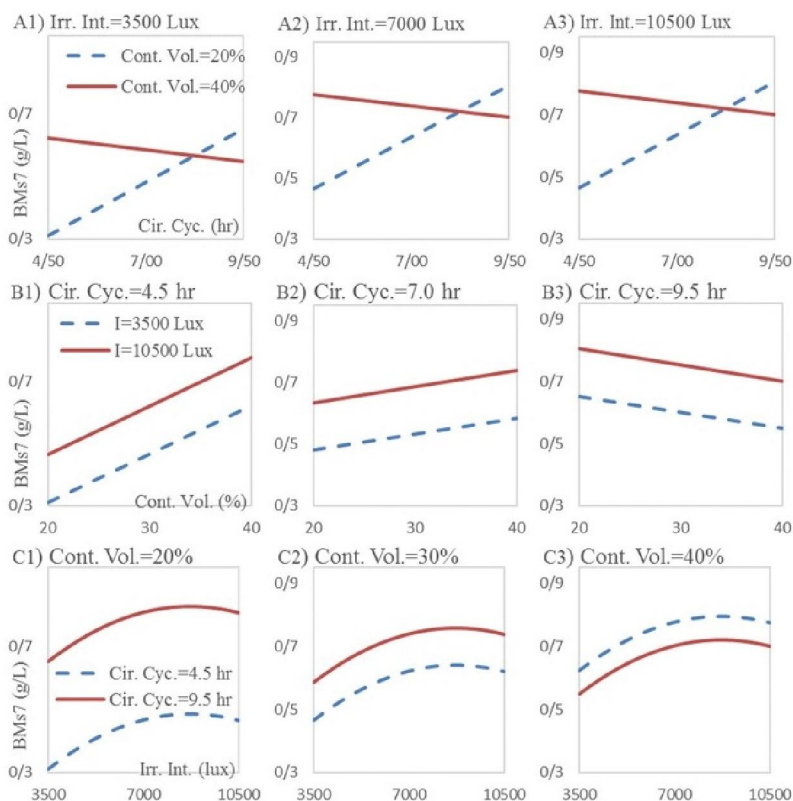 A1) Irr. Int.=3500 Lux
A2) Irr. Int.=7000 Lux
A3) Irr. Int.=10500 Lux
Cont. Vol.=20%
Cont. Vol.=40%
BMs7 (g/L)
0/7
0/3
Cir. Cyc. (hr)
4/50 7/00 9/50
0/9
0/7
0/5
0/3
4/50 7/00 9/50
0/9
0/7
0/5
0/3
4/50 7/00 9/50
B1) Cir. Cyc.=4.5 hr
B2) Cir. Cyc.=7.0 hr
B3) Cir. Cyc.=9.5 hr
I=3500 Lux
I=10500 Lux
BMs7 (g/L)
0/7
0/3
Cont. Vol. (%)
20 30 40
0/9
0/7
0/5
0/3
20 30 40
0/9
0/7
0/5
0/3
20 30 40
C1) Cont. Vol.=20%
C2) Cont. Vol.=30%
C3) Cont. Vol.=40%
Cir. Cyc.=4.5 hr
Cir. Cyc.=9.5 hr
BMs7 (g/L)
0/7
0/3
Irr. Int. (lux)
3500 7000 10500
0/9
0/7
0/5
0/3
3500 7000 10500
0/9
0/7
0/5
0/3
3500 7000 10500